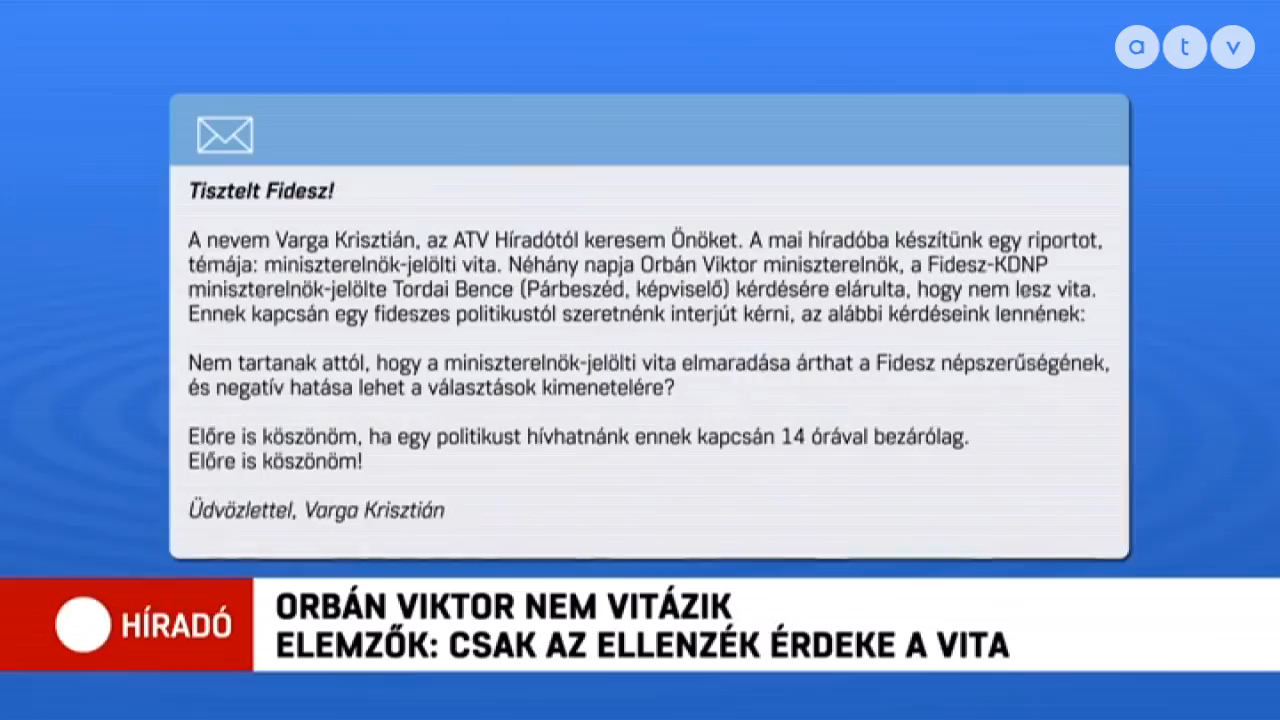 a t v
Tisztelt Fidesz!
A nevem Varga Krisztián, az ATV Híradótól keresem Önöket. A mai híradóba készítünk egy riportot,
témája: miniszterelnök-jelölti vita. Néhány napja Orbán Viktor miniszterelnök, a Fidesz-KDNP
miniszterelnök-jelölte Tordai Bence (Párbeszéd, képviselő) kérdésére elárulta, hogy nem lesz vita.
Ennek kapcsán egy fideszes politikustól szeretnénk interjút kérni, az alábbi kérdéseink lennének:
Nem tartanak attól, hogy a miniszterelnök-jelölti vita elmaradása árthat a Fidesz népszerűségének,
és negatív hatása lehet a választások kimenetelére?
Előre is köszönöm, ha egy politikust hívhatnánk ennek kapcsán 14 órával bezárólag.
Előre is köszönöm!
Üdvözlettel, Varga Krisztián
HÍRADÓ
ORBÁN VIKTOR NEM VITÁZIK
ELEMZŐK: CSAK AZ ELLENZÉK ÉRDEKE A VITA